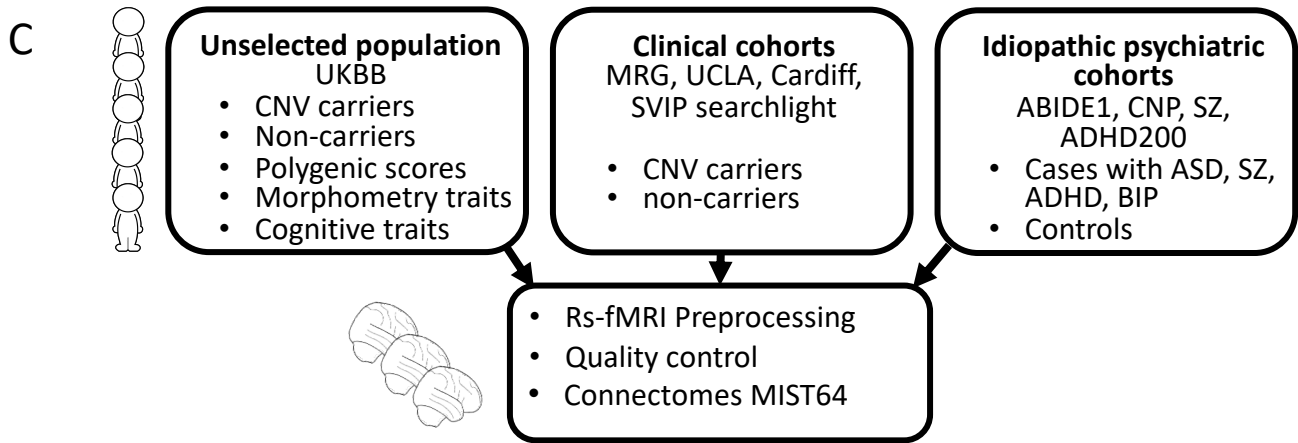 C
Unselected population
UKBB
• CNV carriers
• Non-carriers
• Polygenic scores
• Morphometry traits
• Cognitive traits
Clinical cohorts
MRG, UCLA, Cardiff,
SVIP searchlight
• CNV carriers
• non-carriers
Idiopathic psychiatric
cohorts
ABIDE1, CNP, SZ,
ADHD200
• Cases with ASD, SZ,
ADHD, BIP
• Controls
• Rs-fMRI Preprocessing
• Quality control
• Connectomes MIST64